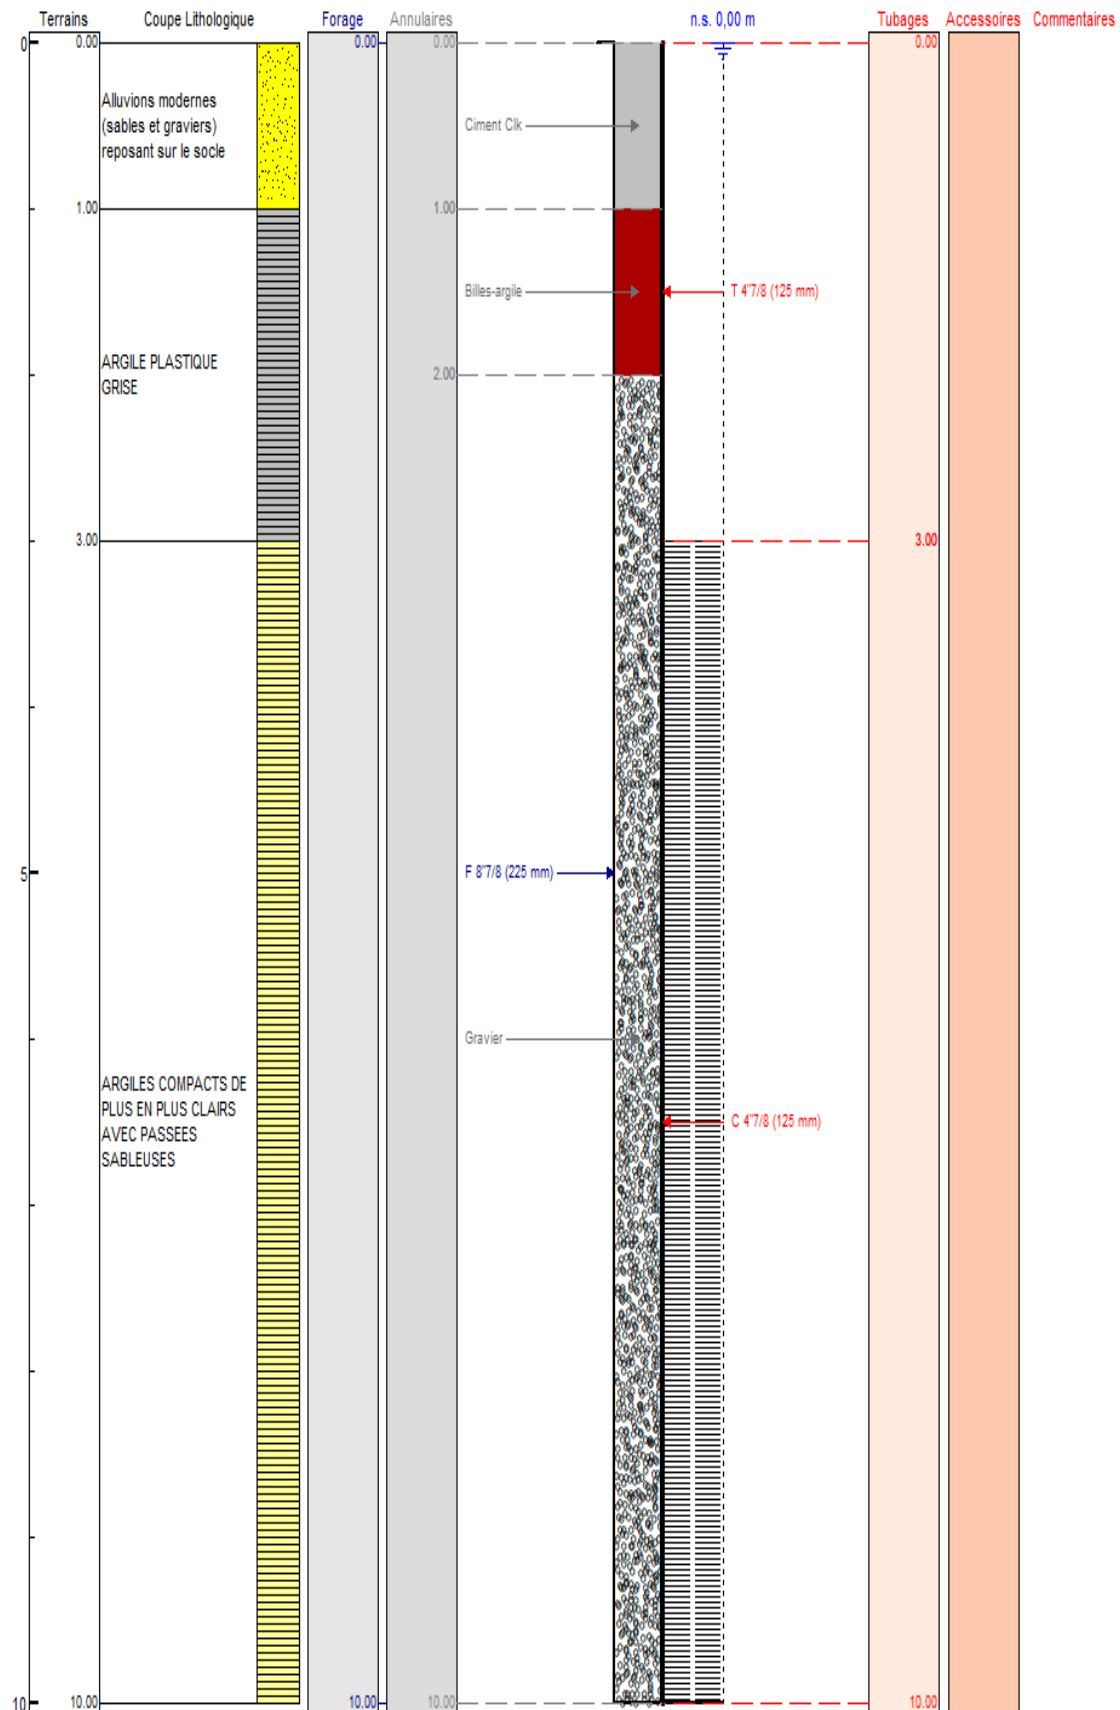 Terrains
Coupe Lithologique
Forage
Annulaires
n.s. 0,00 m
Tubages
Accessoires
Commentaires
0
0.00
0.00
0.00
0.00
Alluvions modernes
(sables et graviers)
reposant sur le socle
Ciment Clk
1.00
1.00
Billes-argile
T 4"7/8 (125 mm)
ARGILE PLASTIQUE
GRISE
2.00
3.00
3.00
5
F 8"7/8 (225 mm)
Gravier
ARGILES COMPACTS DE
PLUS EN PLUS CLAIRS
AVEC PASSEES
SABLEUSES
C 4"7/8 (125 mm)
10
10.00
10.00
10.00
10.00